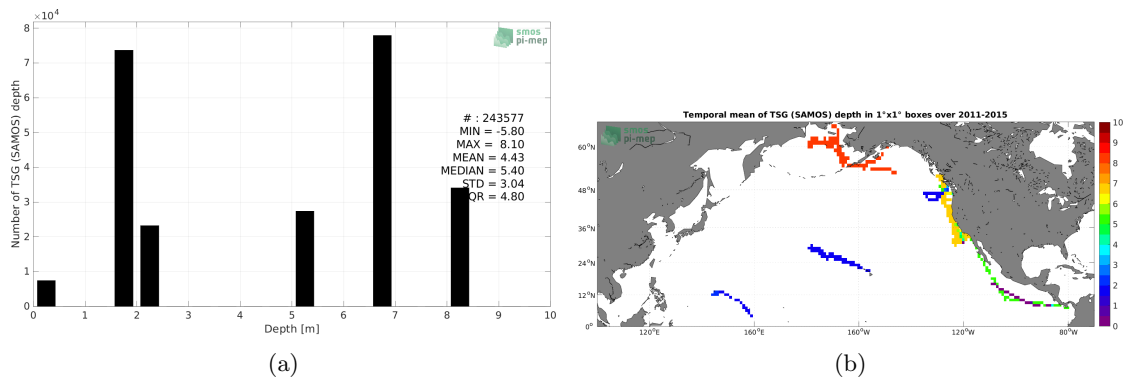 ×10⁴
8
7
6
5
4
3
2
1
0
Number of TSG (SAMOS) depth
smos
pi-mep
# : 243577
MIN = -5.80
MAX = 8.10
MEAN = 4.43
MEDIAN = 5.40
STD = 3.04
QR = 4.80
0 1 2 3 4 5 6 7 8 9 10
Depth [m]
(a)
Temporal mean of TSG (SAMOS) depth in 1°x1° boxes over 2011-2015
smos
pi-mep
60°N
48°N
36°N
24°N
12°N
0°
120°E 160°E 160°W 120°W 80°W
10
9
8
7
6
5
4
3
2
1
0
(b)